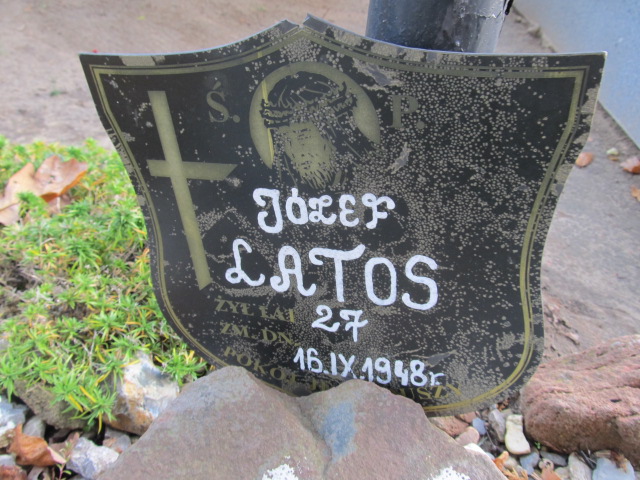 S. P.
JÓZEF
LATOS
ŻYŁ LAT 27
ZM. DN. 16.IX.1948r.